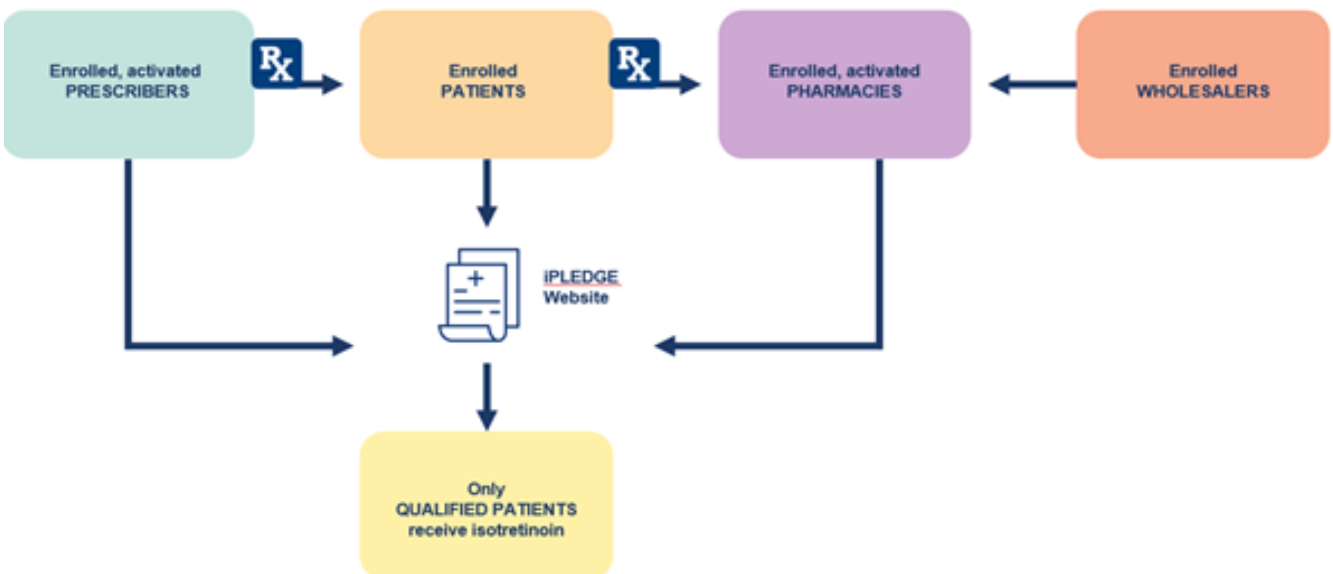 Enrolled, activated
PRESCRIBERS
Rx
Enrolled
PATIENTS
Rx
Enrolled, activated
PHARMACIES
Enrolled
WHOLESALERS
iPLEDGE
Website
Only
QUALIFIED PATIENTS
receive isotretinoin